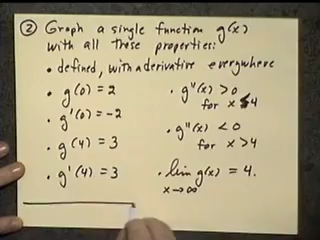 ② Graph a single function g(x)
with all these properties:
• defined, with a derivative everywhere
• g(0) = 2
• g'(0) = -2
• g(4) = 3
• g'(4) = 3
• g''(x) > 0
for x < 4
• g''(x) < 0
for x > 4
• lim g(x) = 4.
x→∞